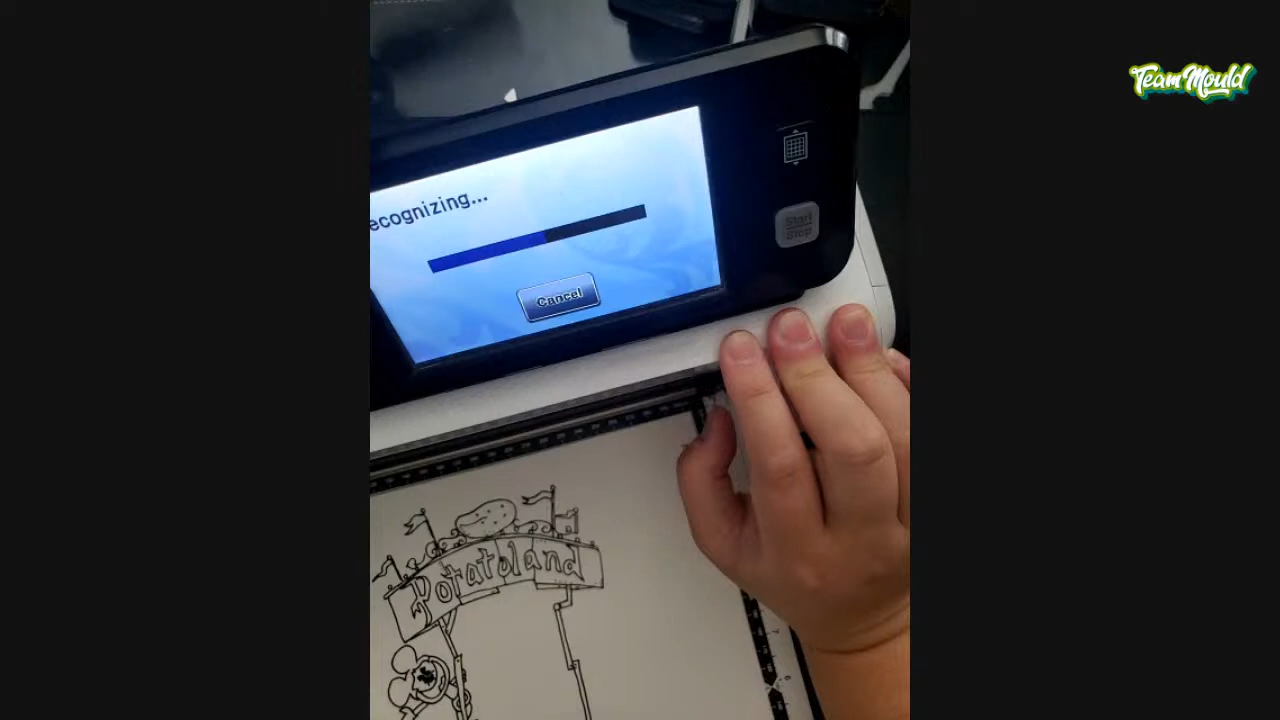 Team Mould
ecognizing...
Cancel
Start
Stop
Potatoland